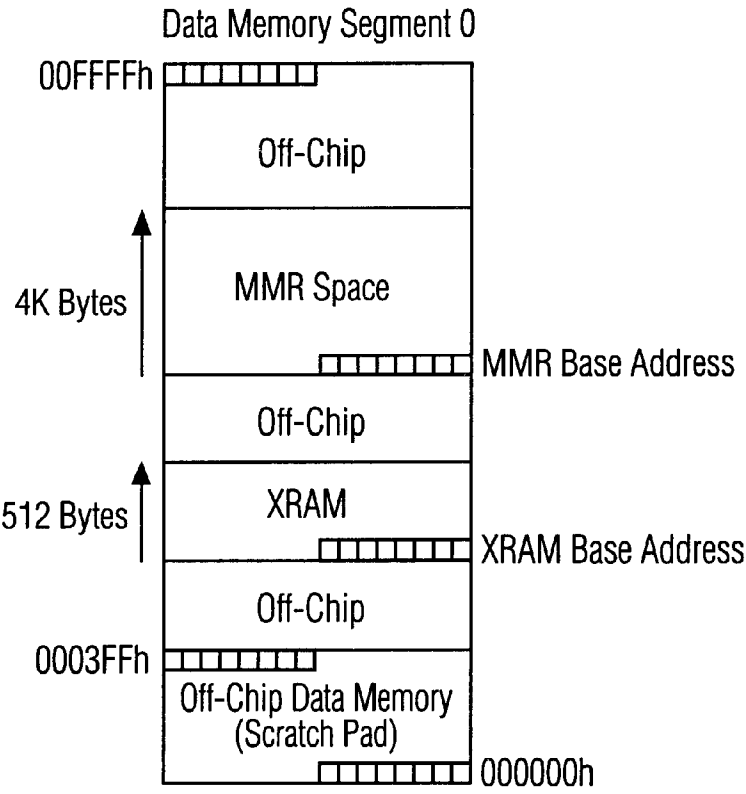 Data Memory Segment 0
00FFFFh
Off-Chip
4K Bytes
MMR Space
MMR Base Address
Off-Chip
512 Bytes
XRAM
XRAM Base Address
Off-Chip
0003FFh
Off-Chip Data Memory
(Scratch Pad)
000000h